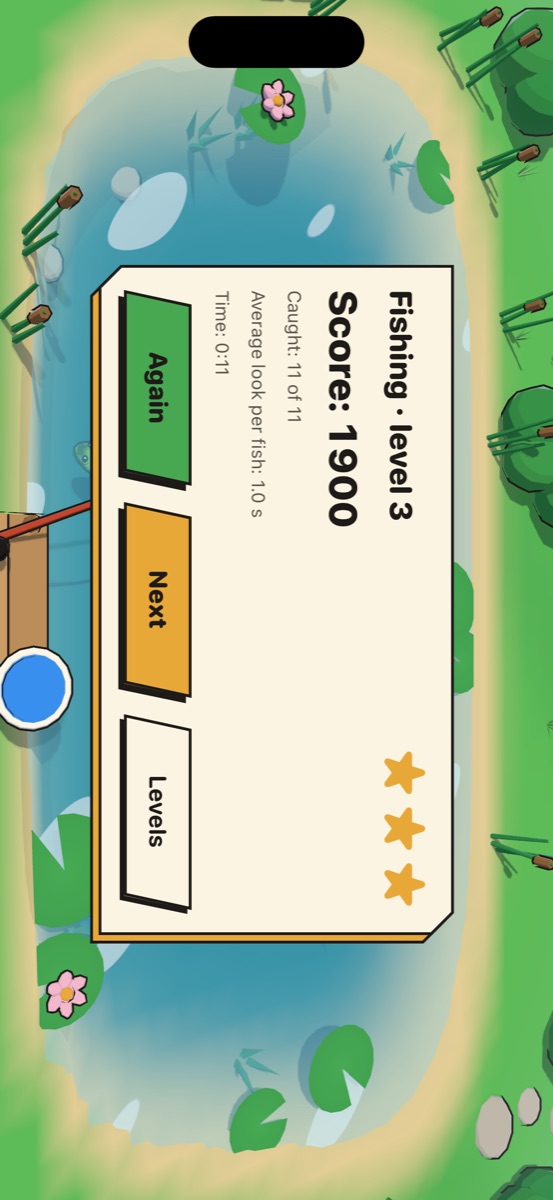 Fishing · level 3
Score: 1900
Caught: 11 of 11
Average look per fish: 1.0 s
Time: 0:11
Again
Next
Levels